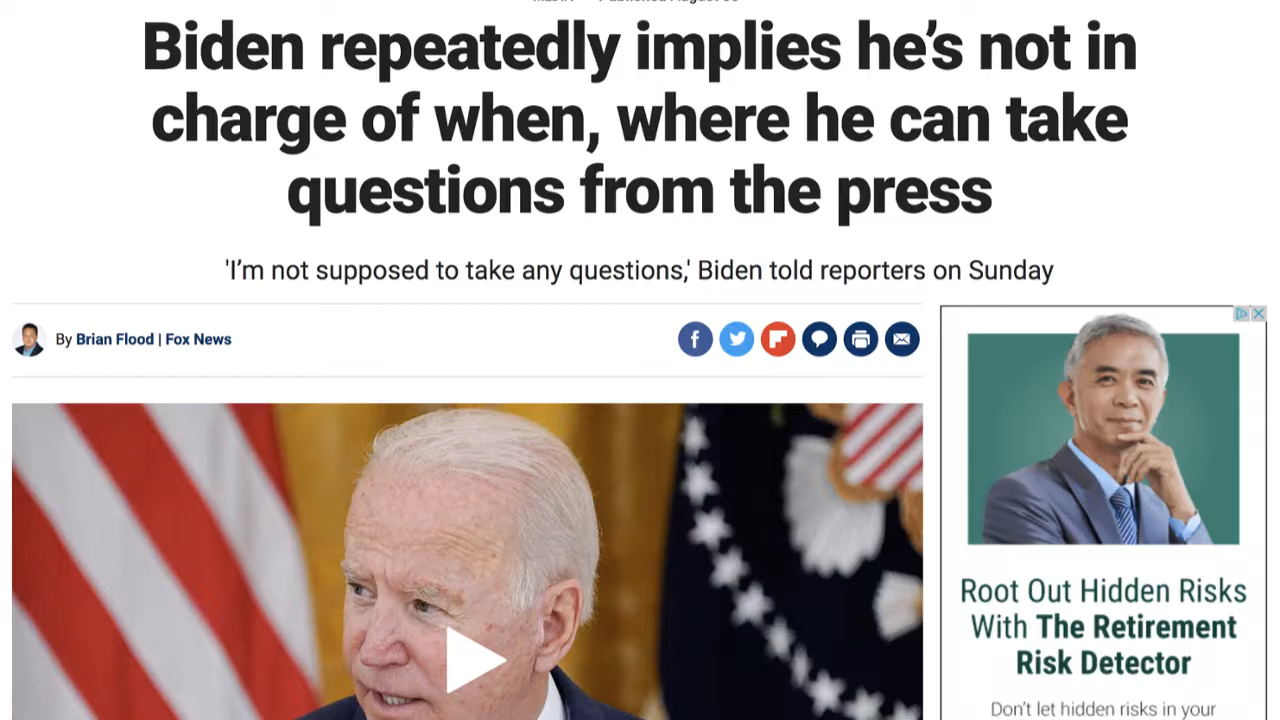 Biden repeatedly implies he's not in
charge of when, where he can take
questions from the press
'I'm not supposed to take any questions,' Biden told reporters on Sunday
By Brian Flood | Fox News
Root Out Hidden Risks
With The Retirement
Risk Detector
Don't let hidden risks in your